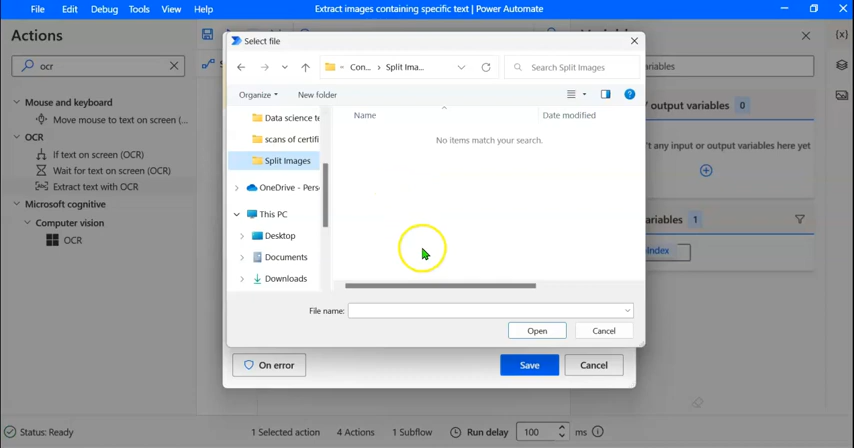 File Edit Debug Tools View Help Extract images containing specific text | Power Automate
Actions
Select file
ocr
Con... > Split Ima...
Search Split Images
Organize
New folder
Name
Date modified
No items match your search.
Data science te
scans of certifi
Split Images
OneDrive - Perso
This PC
Desktop
Documents
Downloads
File name:
Open
Cancel
Mouse and keyboard
Move mouse to text on screen (...
OCR
If text on screen (OCR)
Wait for text on screen (OCR)
Extract text with OCR
Microsoft cognitive
Computer vision
OCR
{x}
output variables 0
't any input or output variables here yet
ariables 1
On error
Save
Cancel
Status: Ready
1 Selected action
4 Actions
1 Subflow
Run delay
100
ms